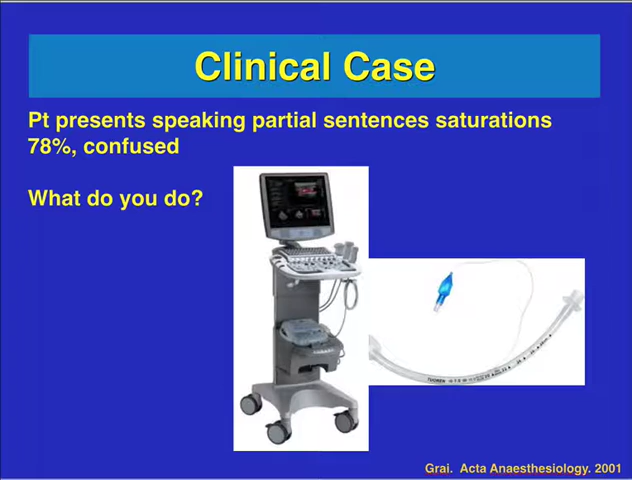 Clinical Case
Pt presents speaking partial sentences saturations
78%, confused
What do you do?
Grai. Acta Anaesthesiology. 2001